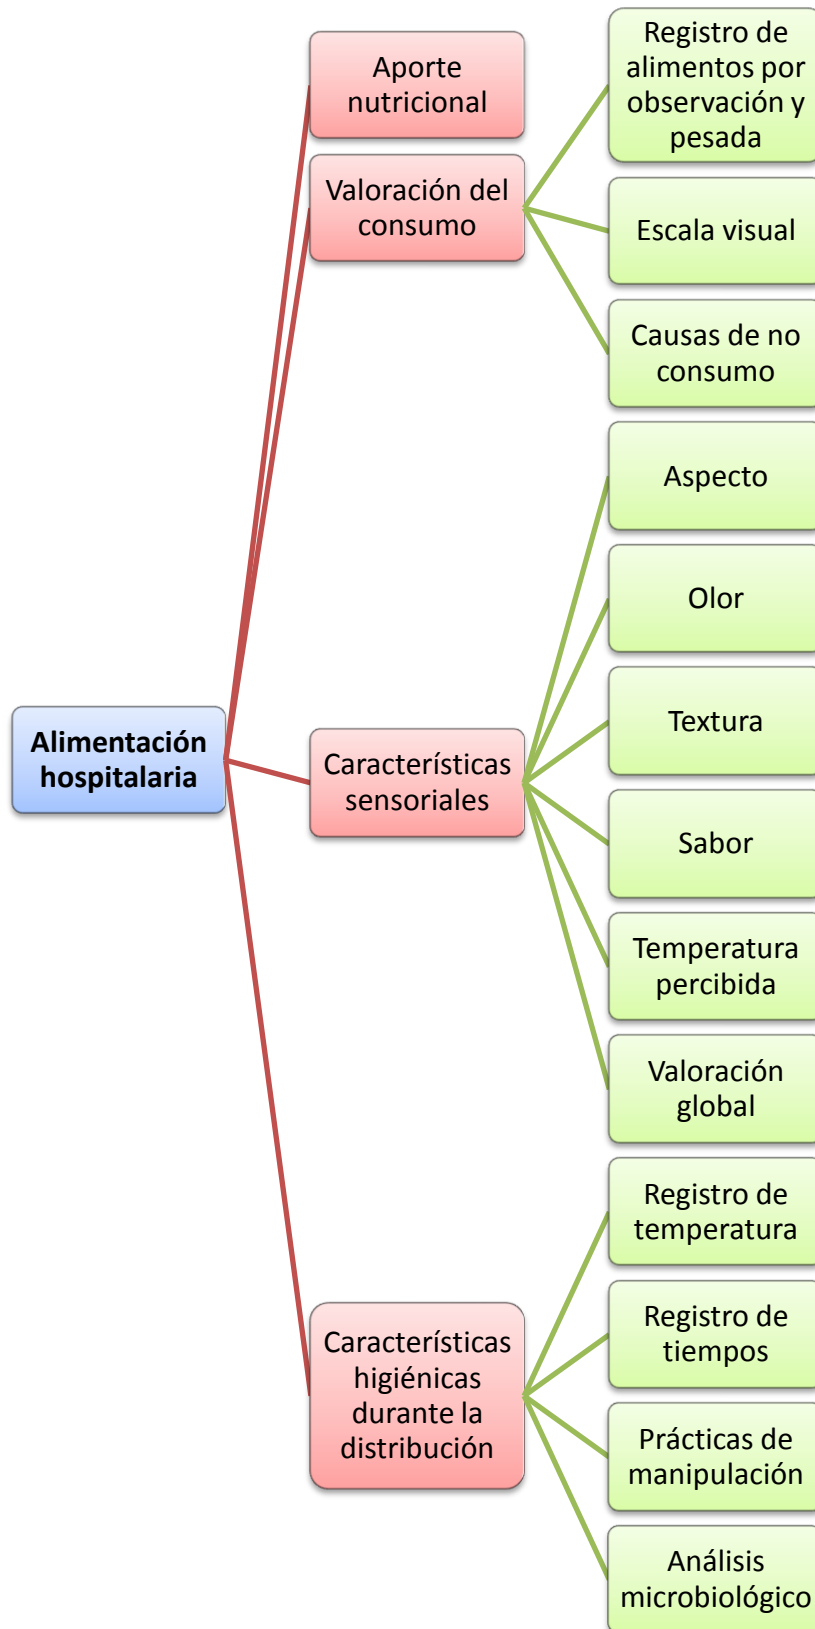 Aporte
nutricional
Valoración del
consumo
Registro de
alimentos por
observación y
pesada
Escala visual
Causas de no
consumo
Alimentación
hospitalaria
Características
sensoriales
Aspecto
Olor
Textura
Sabor
Temperatura
percibida
Valoración
global
Características
higiénicas
durante la
distribución
Registro de
temperatura
Registro de
tiempos
Prácticas de
manipulación
Análisis
microbiológico